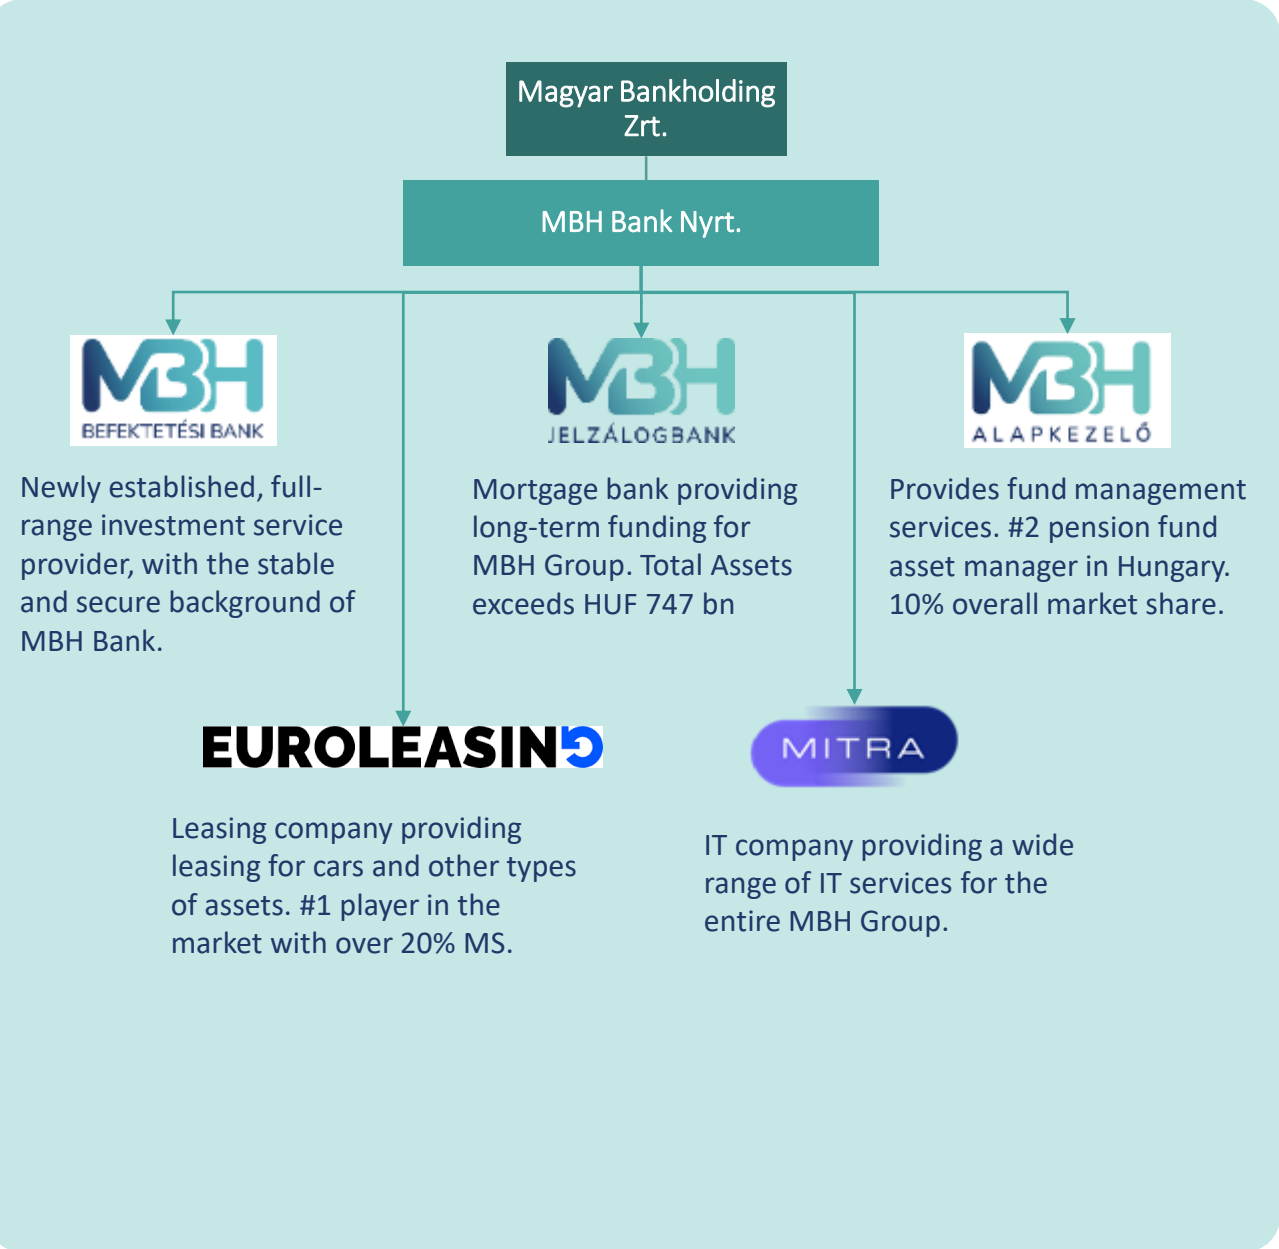 Magyar Bankholding
Zrt.
MBH Bank Nyrt.
MBH
BEFEKTETÉSI BANK
Newly established, full-
range investment service
provider, with the stable
and secure background of
MBH Bank.
MBH
JELZÁLOGBANK
Mortgage bank providing
long-term funding for
MBH Group. Total Assets
exceeds HUF 747 bn
MBH
ALAPKEZELŐ
Provides fund management
services. #2 pension fund
asset manager in Hungary.
10% overall market share.
EUROLEASING
Leasing company providing
leasing for cars and other types
of assets. #1 player in the
market with over 20% MS.
MITRA
IT company providing a wide
range of IT services for the
entire MBH Group.